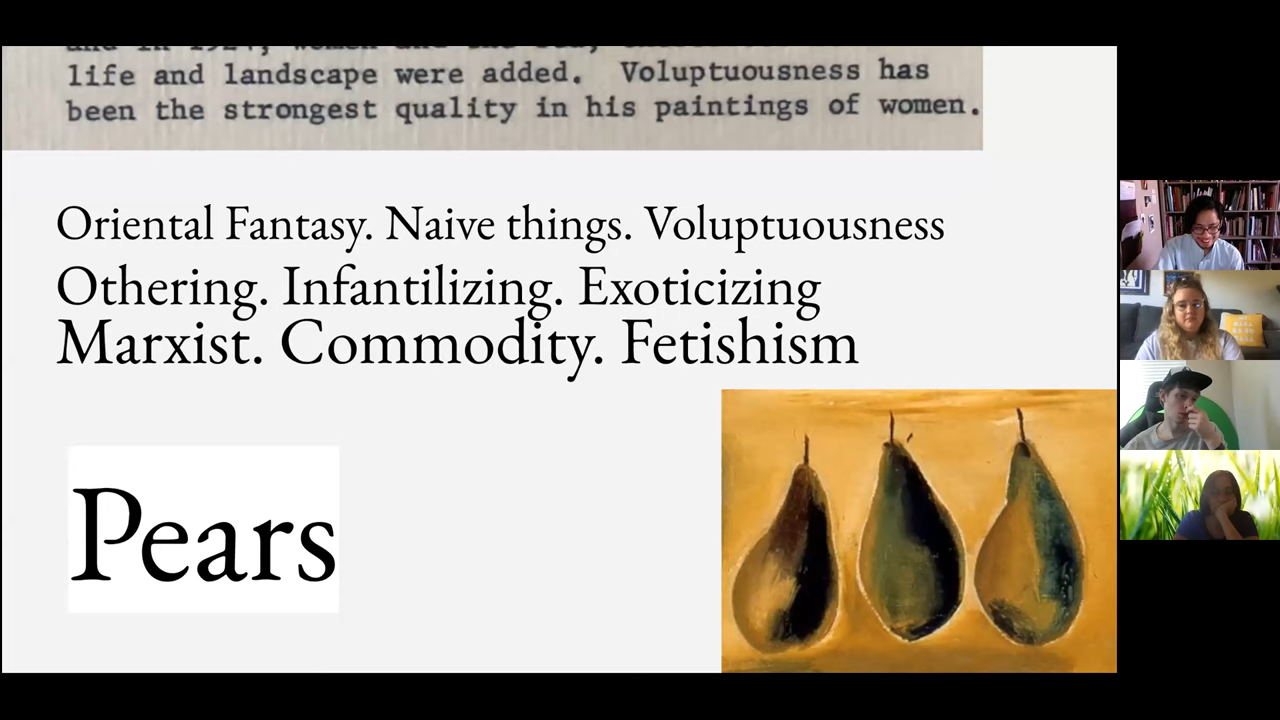 life and landscape were added. Voluptuousness has
been the strongest quality in his paintings of women.
Oriental Fantasy. Naive things. Voluptuousness
Othering. Infantilizing. Exoticizing
Marxist. Commodity. Fetishism
Pears